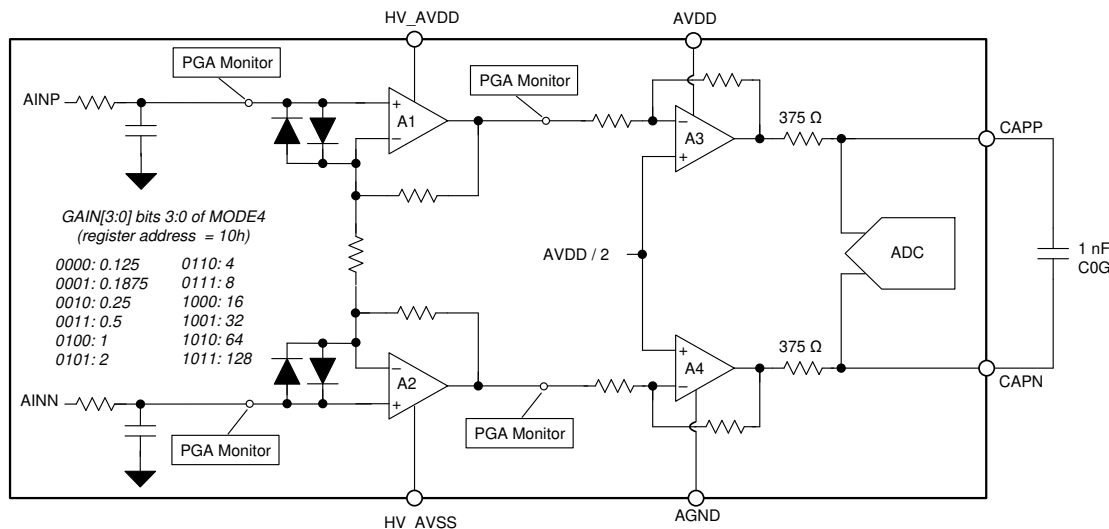 HV_AVDD
AVDD
PGA Monitor
PGA Monitor
AINP
+
A1
−
−
A3
+
375 Ω
CAPP
GAIN[3:0] bits 3:0 of MODE4
(register address = 10h)
0000: 0.125
0001: 0.1875
0010: 0.25
0011: 0.5
0100: 1
0101: 2
0110: 4
0111: 8
1000: 16
1001: 32
1010: 64
1011: 128
AVDD / 2
ADC
1 nF
C0G
−
A2
+
+
A4
−
375 Ω
CAPN
AINN
PGA Monitor
PGA Monitor
HV_AVSS
AGND